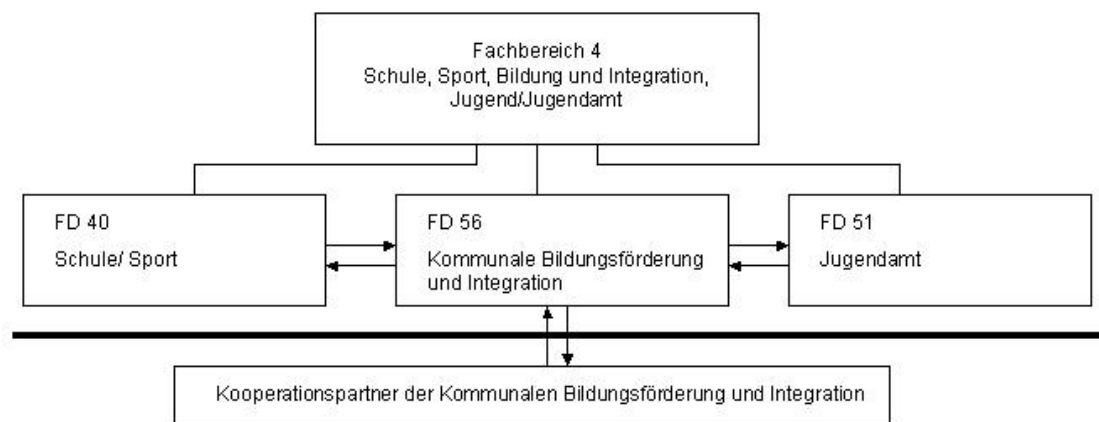 Fachbereich 4
Schule, Sport, Bildung und Integration,
Jugend/Jugendamt
FD 40
Schule/ Sport
FD 56
Kommunale Bildungsförderung
und Integration
FD 51
Jugendamt
Kooperationspartner der Kommunalen Bildungsförderung und Integration